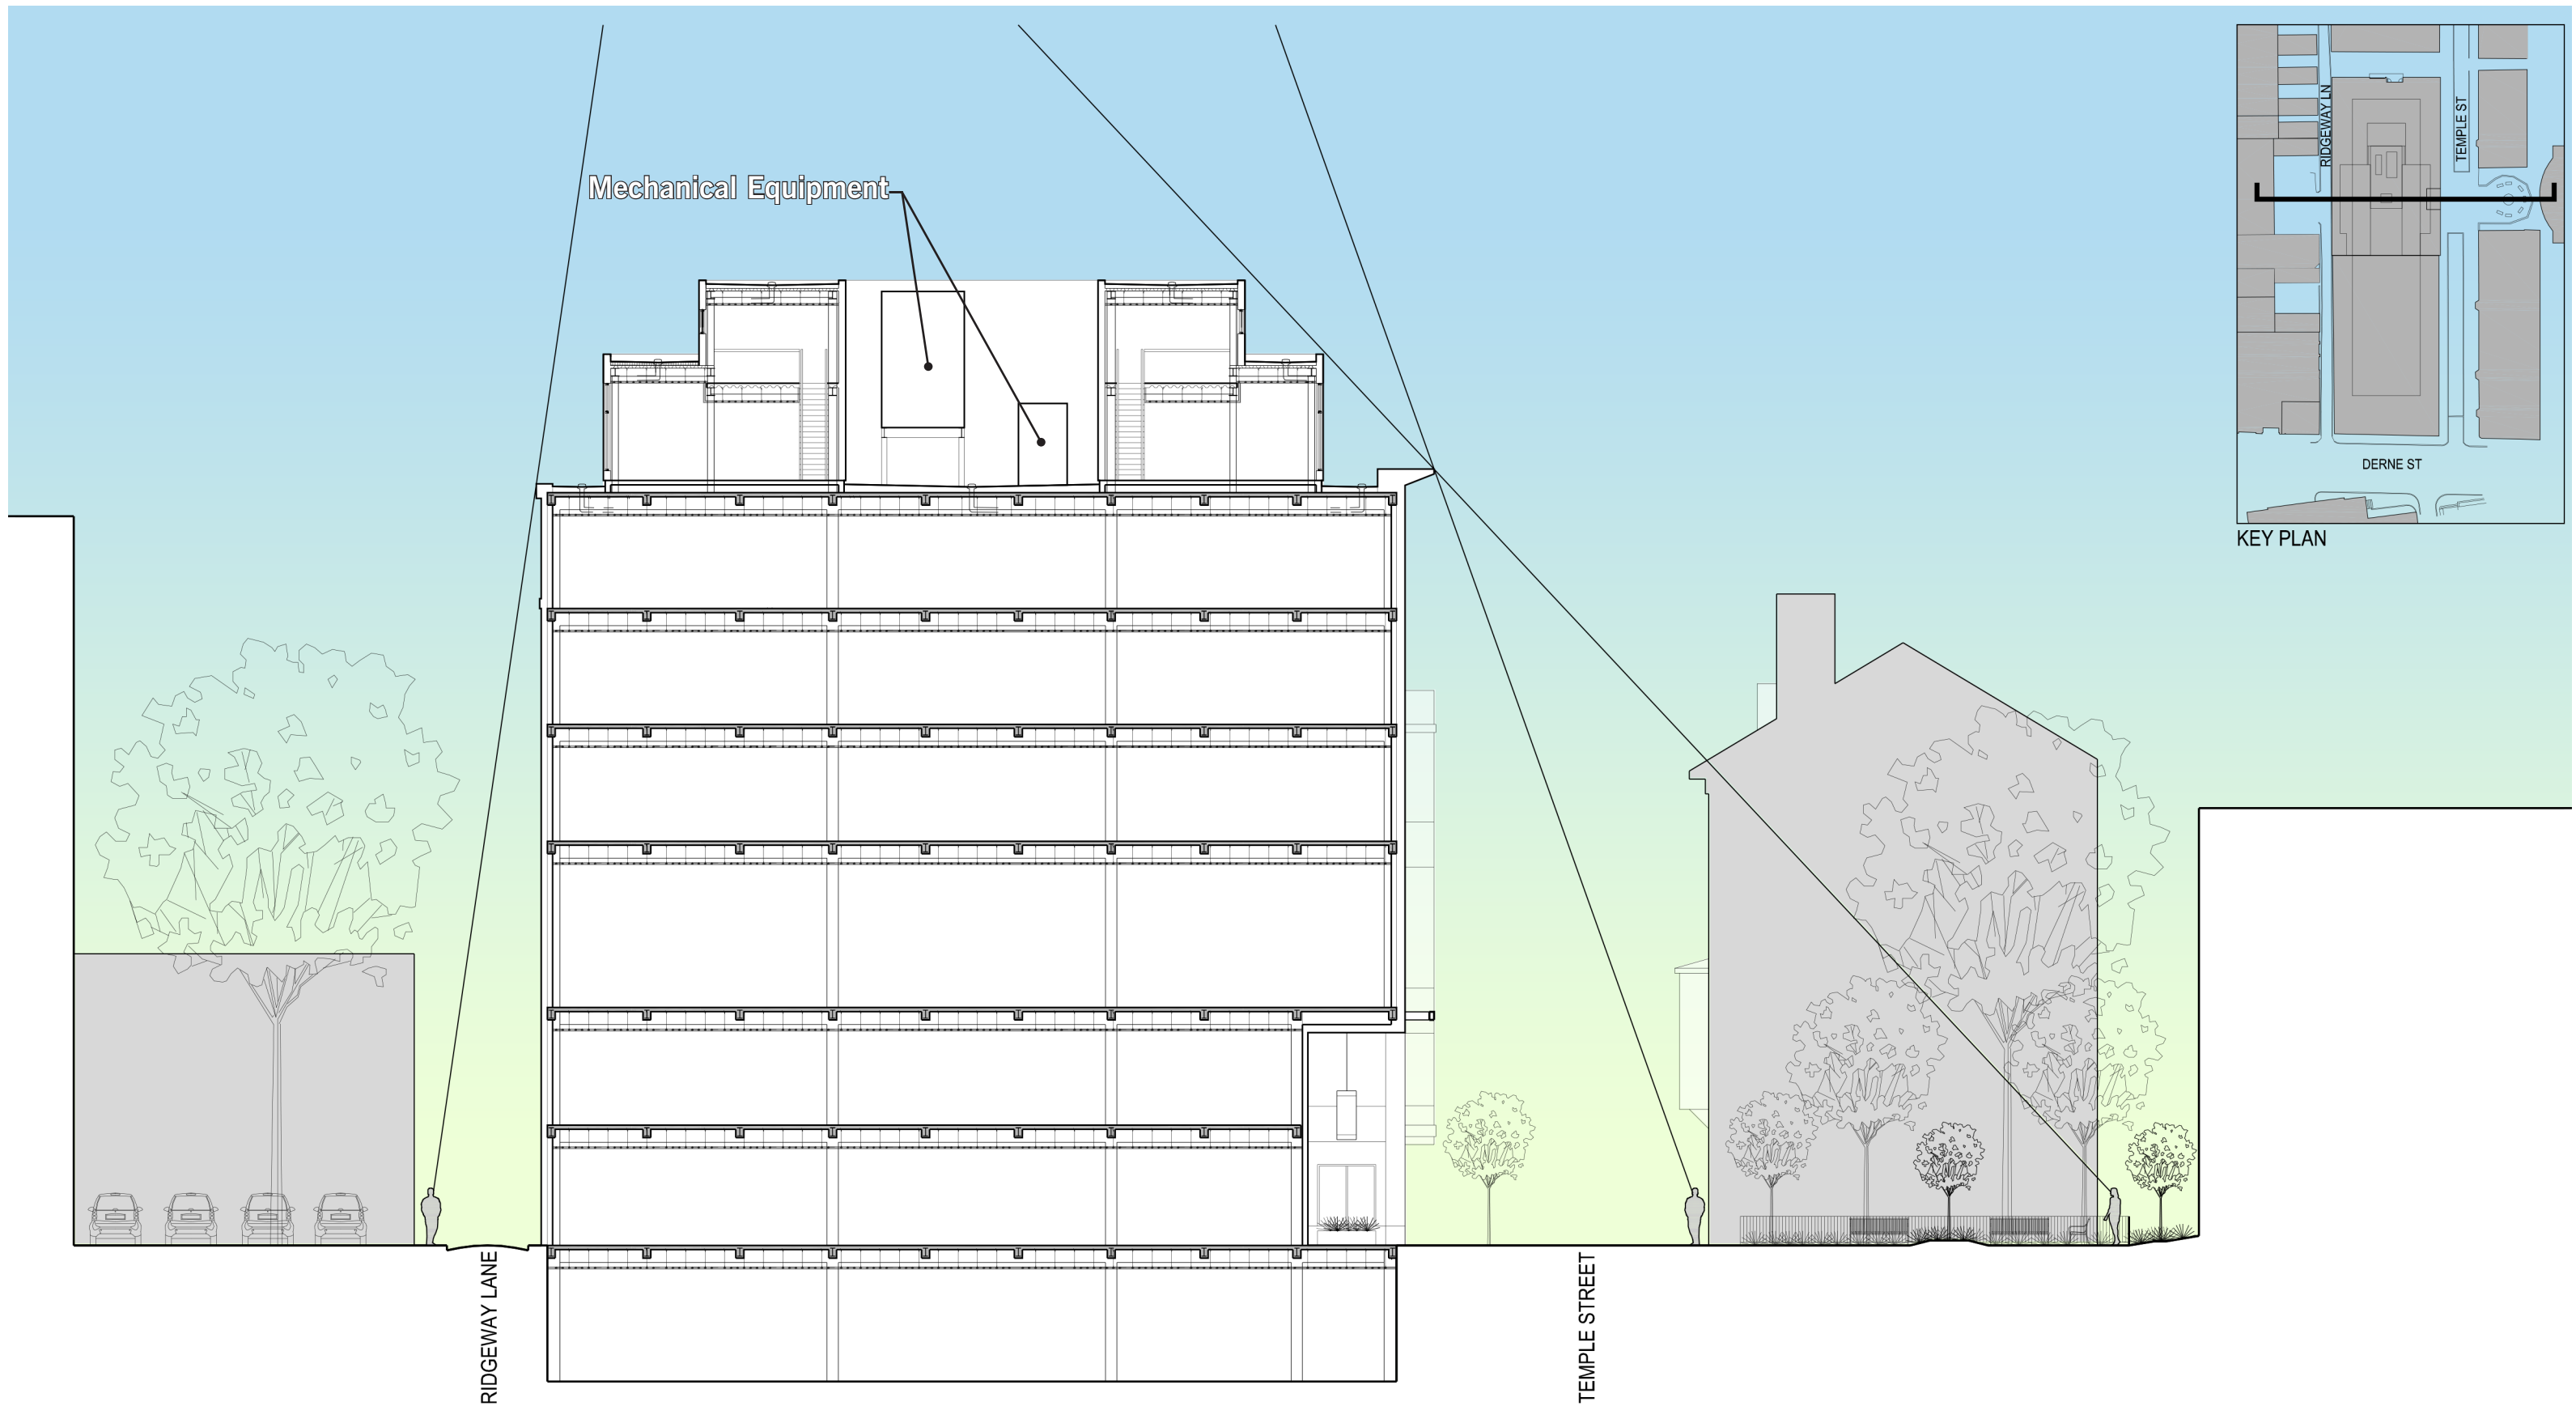 Mechanical Equipment
RIDGEWAY LN
TEMPLE ST
DERNE ST
KEY PLAN
RIDGEWAY LANE
TEMPLE STREET